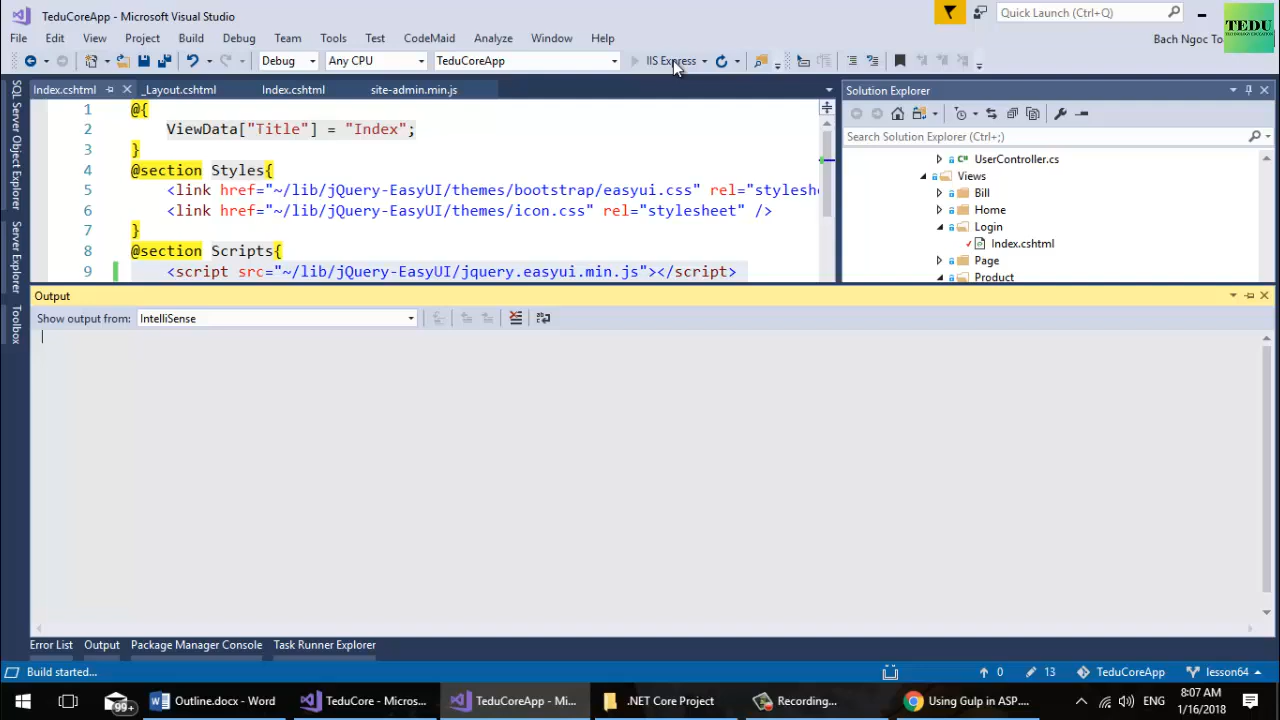 TeduCoreApp - Microsoft Visual Studio
Quick Launch (Ctrl+Q)
TEDU
File Edit View Project Build Debug Team Tools Test CodeMaid Analyze Window Help
Bach Ngoc To
Debug Any CPU TeduCoreApp IIS Express
Index.cshtml _Layout.cshtml Index.cshtml site-admin.min.js
Solution Explorer
Search Solution Explorer (Ctrl+;)
SQL Server Object Explorer
Server Explorer
Toolbox
1 @{
2 ViewData["Title"] = "Index";
3 }
4 @section Styles{
5 <link href="~/lib/jQuery-EasyUI/themes/bootstrap/easyui.css" rel="styleshe
6 <link href="~/lib/jQuery-EasyUI/themes/icon.css" rel="stylesheet" />
7 }
8 @section Scripts{
9 <script src="~/lib/jQuery-EasyUI/jquery.easyui.min.js"></script>
C# UserController.cs
Views
Bill
Home
Login
Index.cshtml
Page
Product
Output
Show output from: IntelliSense
Error List Output Package Manager Console Task Runner Explorer
Build started... 0 13 TeduCoreApp lesson64
99+ Outline.docx - Word TeduCore - Micros... TeduCoreApp - Mi... .NET Core Project Recording... Using Gulp in ASP.... ENG
8:07 AM
1/16/2018